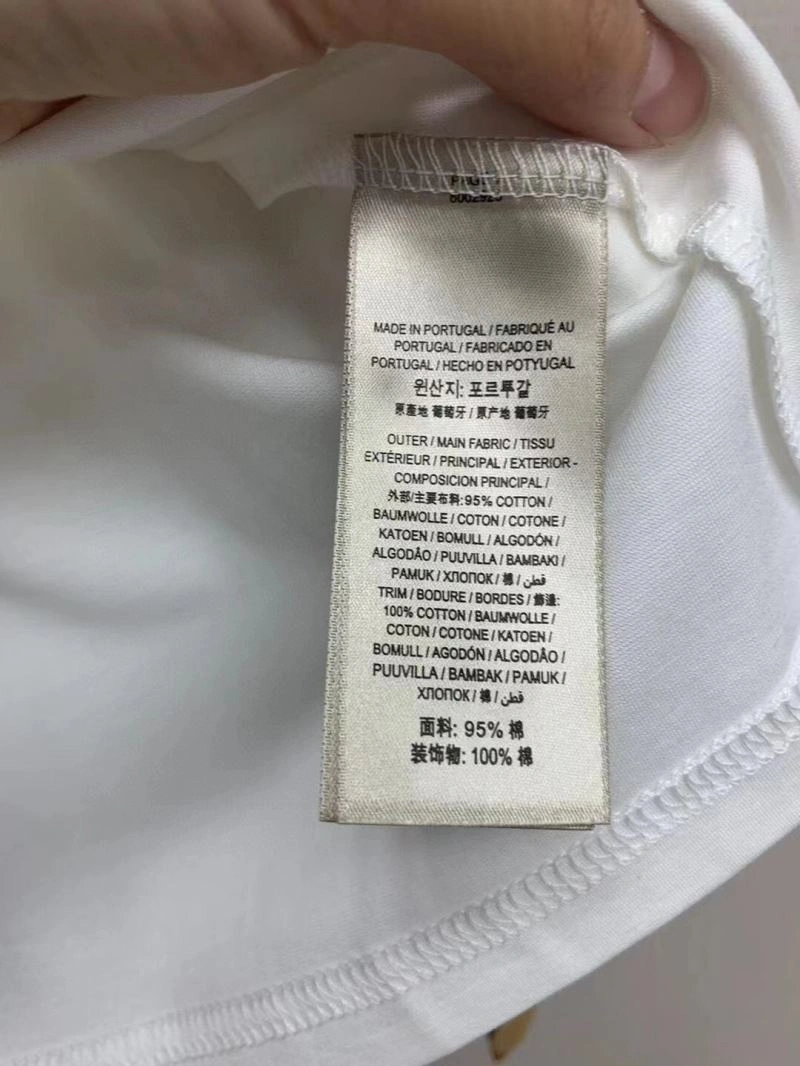 MADE IN PORTUGAL / FABRIQUÉ AU
PORTUGAL / FABRICADO EN
PORTUGAL / HECHO EN POTYUGAL
원산지: 포르투갈
原產地 葡萄牙 / 原产地 葡萄牙
OUTER / MAIN FABRIC / TISSU
EXTÉRIEUR / PRINCIPAL / EXTERIOR -
COMPOSICION PRINCIPAL /
外部/主要布料:95% COTTON /
BAUMWOLLE / COTON / COTONE /
KATOEN / BOMULL / ALGODÓN /
ALGODÂO / PUUVILLA / BAMBAKI /
PAMUK / ХЛОПОК / 棉 / قطن
TRIM / BODURE / BORDES / 飾邊:
100% COTTON / BAUMWOLLE /
COTON / COTONE / KATOEN /
BOMULL / AGODÓN / ALGODÂO /
PUUVILLA / BAMBAK / PAMUK /
ХЛОПОК / 棉 / قطن
面料: 95% 棉
装饰物: 100% 棉